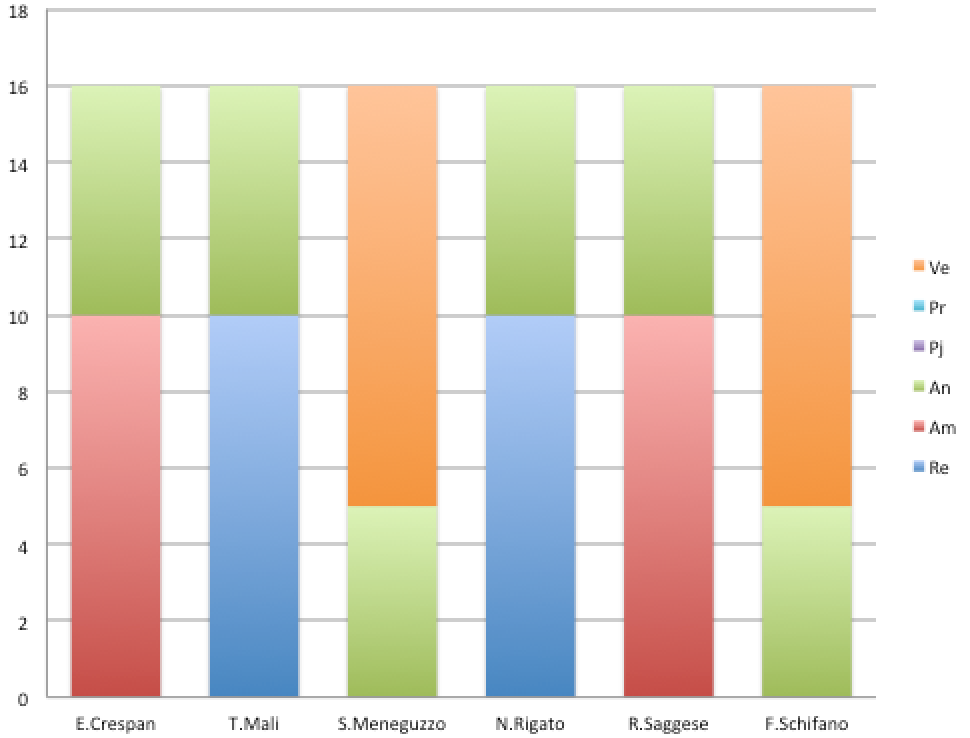 18
16
14
12
10
8
6
4
2
0
E.Crespan T.Mali S.Meneguzzo N.Rigato R.Saggese F.Schifano
Ve
Pr
Pj
An
Am
Re